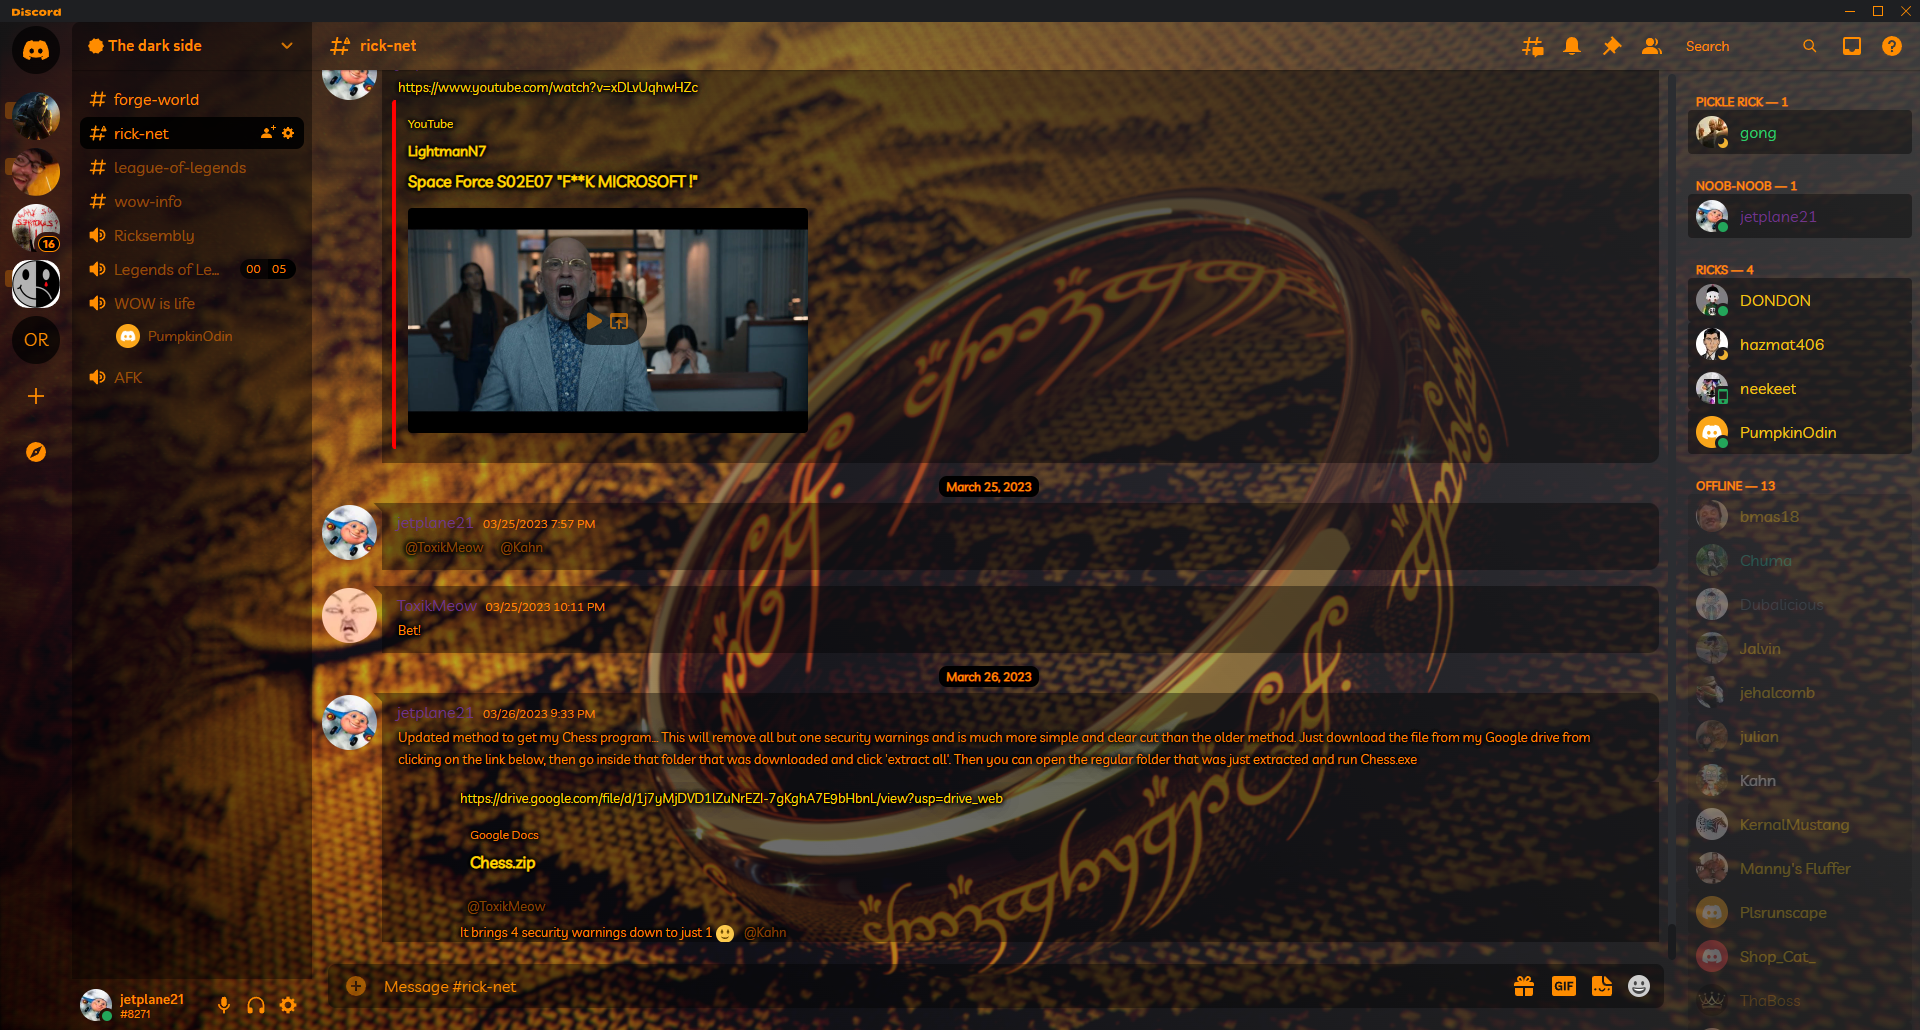 Discord
The dark side
forge-world
rick-net
league-of-legends
wow-info
Ricksembly
Legends of Le...
00 05
WOW is life
PumpkinOdin
AFK
16
OR
jetplane21
#8271
rick-net
Search
https://www.youtube.com/watch?v=xDLvUqhwHZc
YouTube
LightmanN7
Space Force S02E07 "F**K MICROSOFT !"
March 25, 2023
jetplane21 03/25/2023 7:57 PM
@ToxikMeow @Kahn
ToxikMeow 03/25/2023 10:11 PM
Bet!
March 26, 2023
jetplane21 03/26/2023 9:33 PM
Updated method to get my Chess program... This will remove all but one security warnings and is much more simple and clear cut than the older method. Just download the file from my Google drive from
clicking on the link below, then go inside that folder that was downloaded and click 'extract all'. Then you can open the regular folder that was just extracted and run Chess.exe
https://drive.google.com/file/d/1j7yMjDVD1lZuNrEZI-7gKghA7E9bHbnL/view?usp=drive_web
Google Docs
Chess.zip
@ToxikMeow
It brings 4 security warnings down to just 1 @Kahn
Message #rick-net
GIF
PICKLE RICK — 1
gong
NOOB-NOOB — 1
jetplane21
RICKS — 4
DONDON
hazmat406
neekeet
PumpkinOdin
OFFLINE — 13
bmas18
Chuma
Dubalicious
Jalvin
jehalcomb
julian
Kahn
KernalMustang
Manny's Fluffer
Plsrunscape
Shop_Cat_
ThaBoss